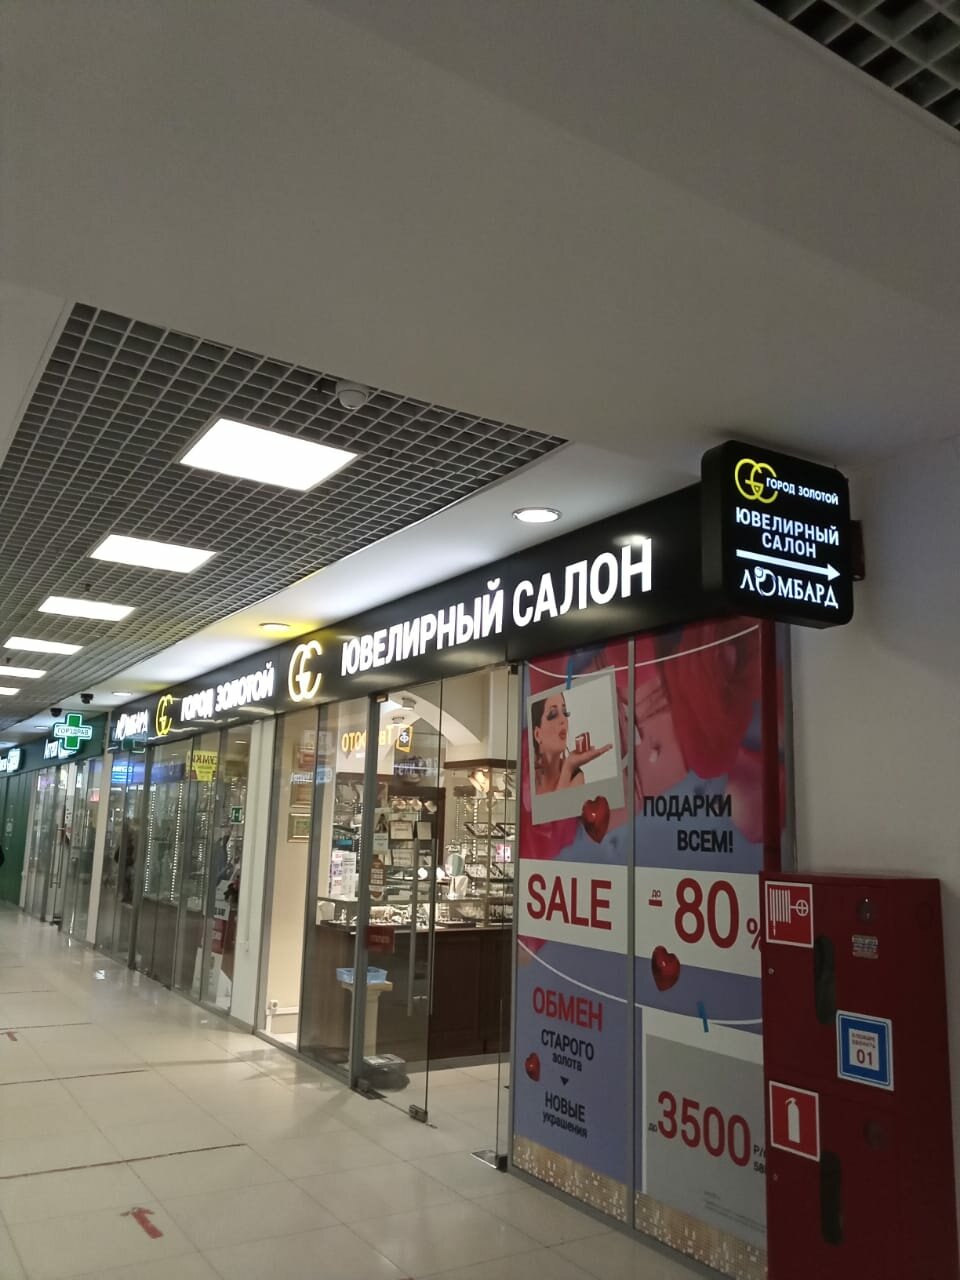 ГОРОД ЗОЛОТОЙ
ЮВЕЛИРНЫЙ
САЛОН
ЛОМБАРД
ЮВЕЛИРНЫЙ САЛОН
ГОРОД ЗОЛОТОЙ
ЛОМБАРД
ГОРЗДРАВ
ПОДАРКИ
ВСЕМ!
SALE
до
- 80 %
ОБМЕН
СТАРОГО
золота
НОВЫЕ
украшения
до 3500
01